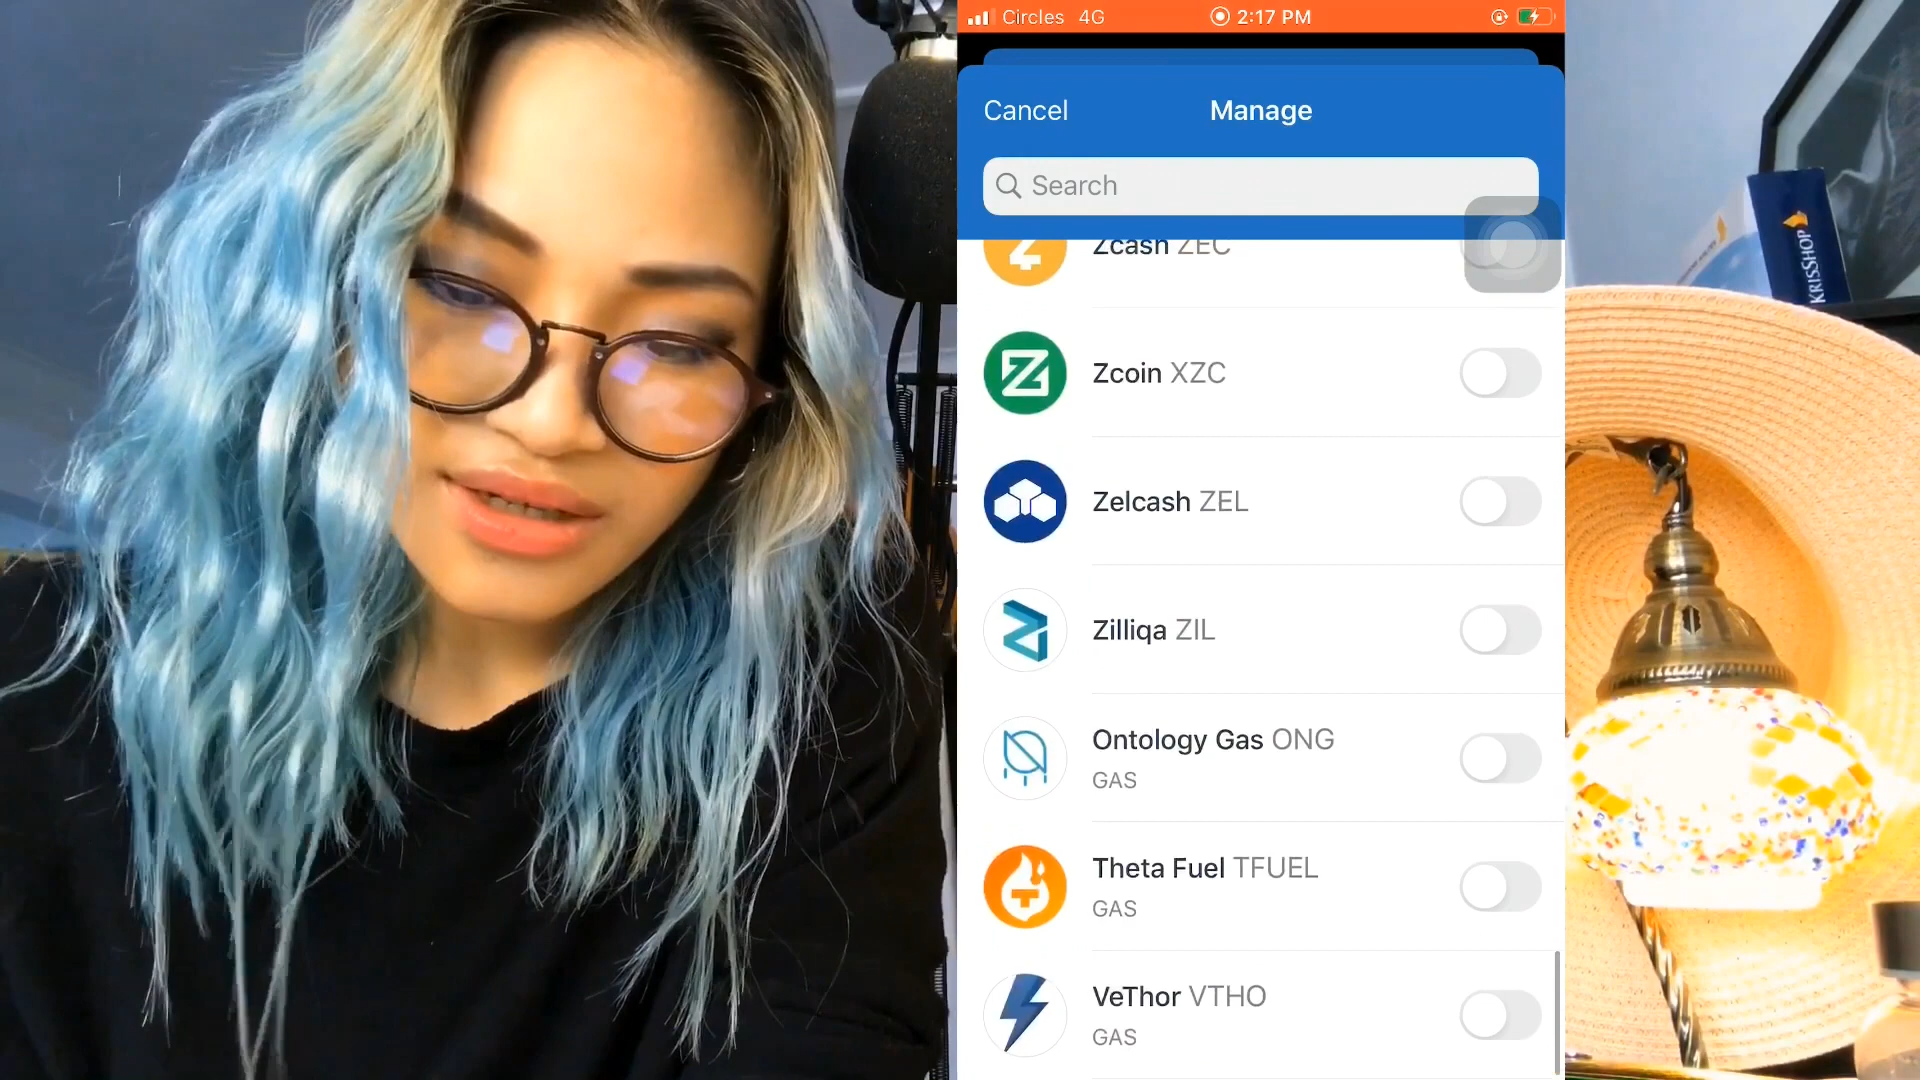 Circles 4G
2:17 PM
Cancel
Manage
Search
Zcash ZEC
Zcoin XZC
Zelcash ZEL
Zilliqa ZIL
Ontology Gas ONG
GAS
Theta Fuel TFUEL
GAS
VeThor VTHO
GAS
KRISSHOP